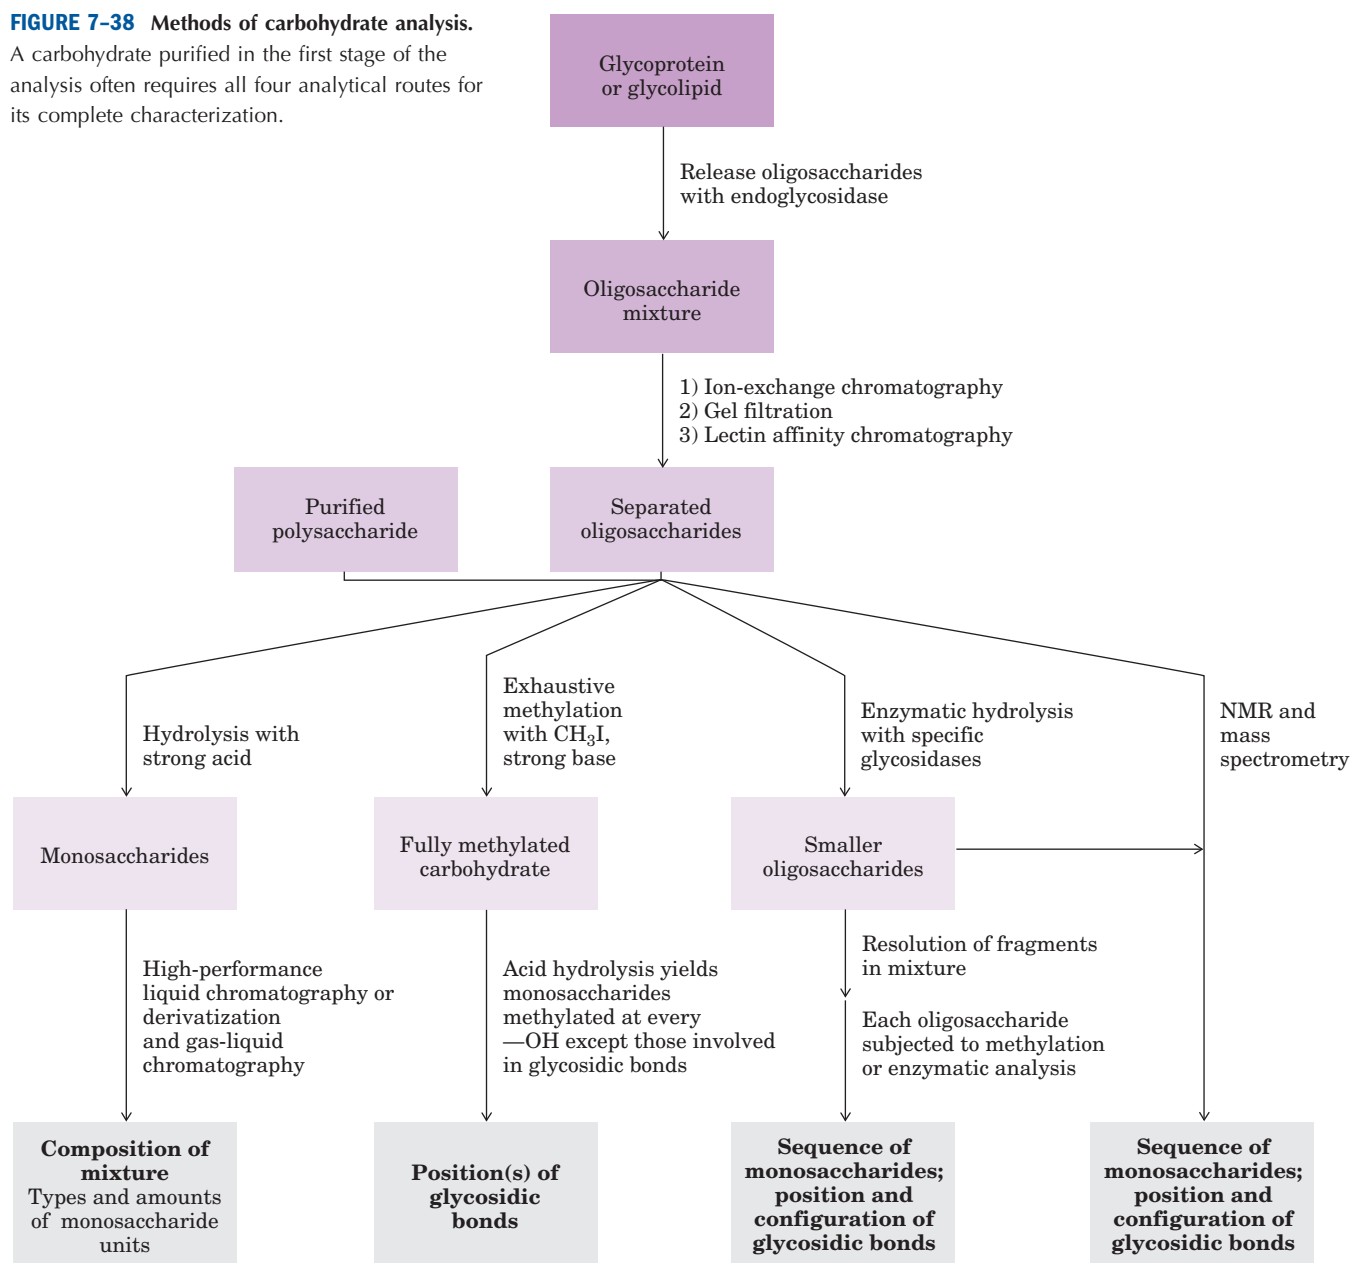 FIGURE 7–38 Methods of carbohydrate analysis.
A carbohydrate purified in the first stage of the
analysis often requires all four analytical routes for
its complete characterization.
Glycoprotein
or glycolipid
Release oligosaccharides
with endoglycosidase
Oligosaccharide
mixture
1) Ion-exchange chromatography
2) Gel filtration
3) Lectin affinity chromatography
Purified
polysaccharide
Separated
oligosaccharides
Hydrolysis with
strong acid
Exhaustive
methylation
with CH₃I,
strong base
Enzymatic hydrolysis
with specific
glycosidases
NMR and
mass
spectrometry
Monosaccharides
Fully methylated
carbohydrate
Smaller
oligosaccharides
High-performance
liquid chromatography or
derivatization
and gas-liquid
chromatography
Acid hydrolysis yields
monosaccharides
methylated at every
—OH except those involved
in glycosidic bonds
Resolution of fragments
in mixture
Each oligosaccharide
subjected to methylation
or enzymatic analysis
Composition of
mixture
Types and amounts
of monosaccharide
units
Position(s) of
glycosidic
bonds
Sequence of
monosaccharides;
position and
configuration of
glycosidic bonds
Sequence of
monosaccharides;
position and
configuration of
glycosidic bonds